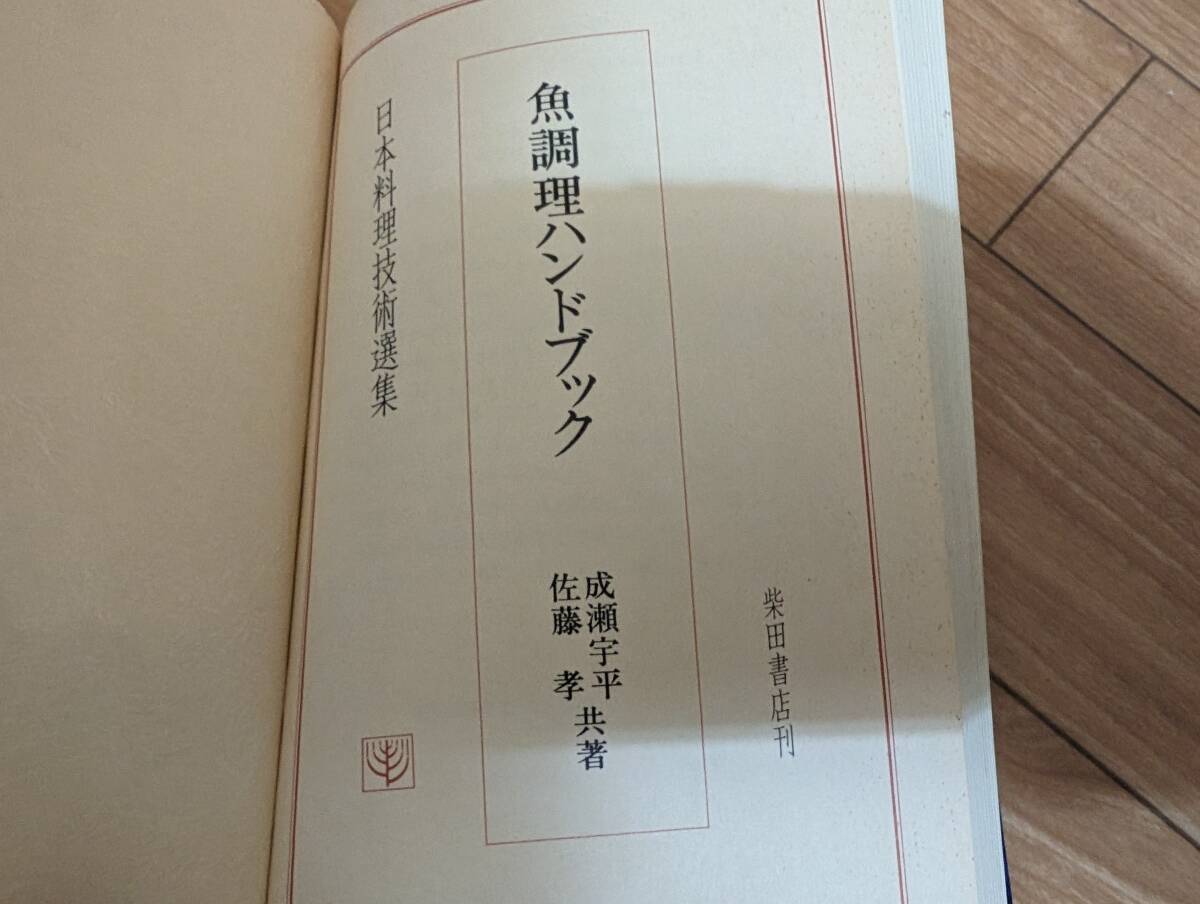 柴田書店刊
魚調理ハンドブック
成瀬宇平
佐藤孝
共著
日本料理技術選集